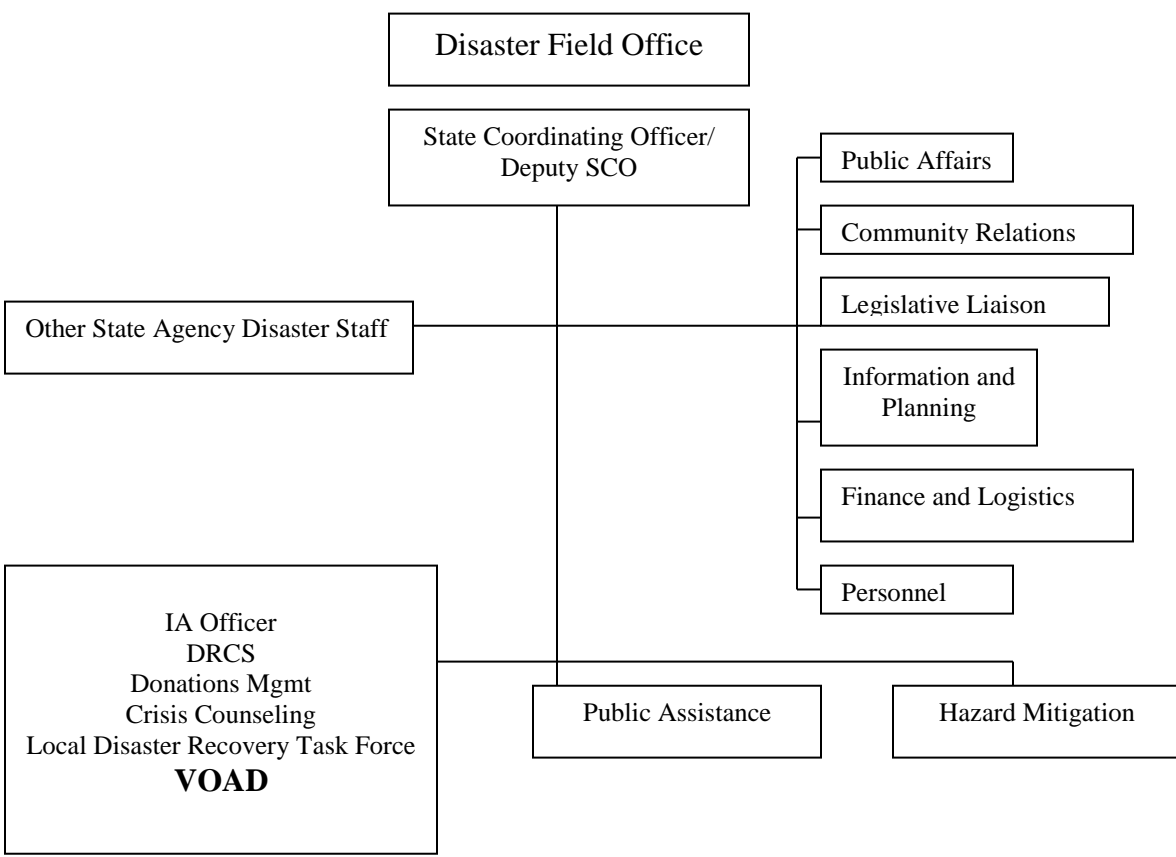 Disaster Field Office
State Coordinating Officer/
Deputy SCO
Public Affairs
Community Relations
Legislative Liaison
Other State Agency Disaster Staff
Information and
Planning
Finance and Logistics
Personnel
IA Officer
DRCS
Donations Mgmt
Crisis Counseling
Local Disaster Recovery Task Force
VOAD
Public Assistance
Hazard Mitigation